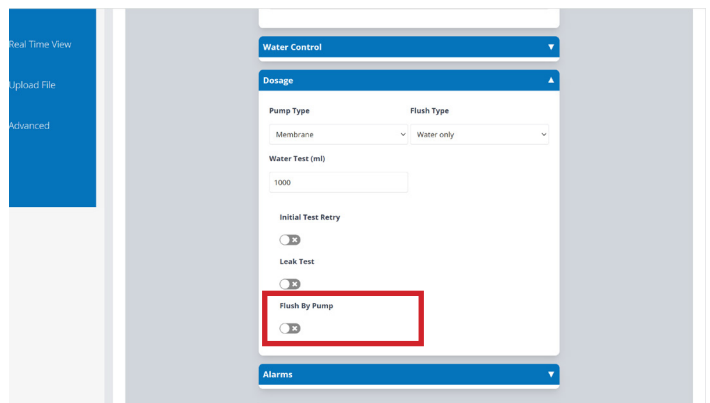 Real Time View
Upload File
Advanced
Water Control
Dosage
Pump Type
Flush Type
Membrane
Water only
Water Test (ml)
1000
Initial Test Retry
Leak Test
Flush By Pump
Alarms